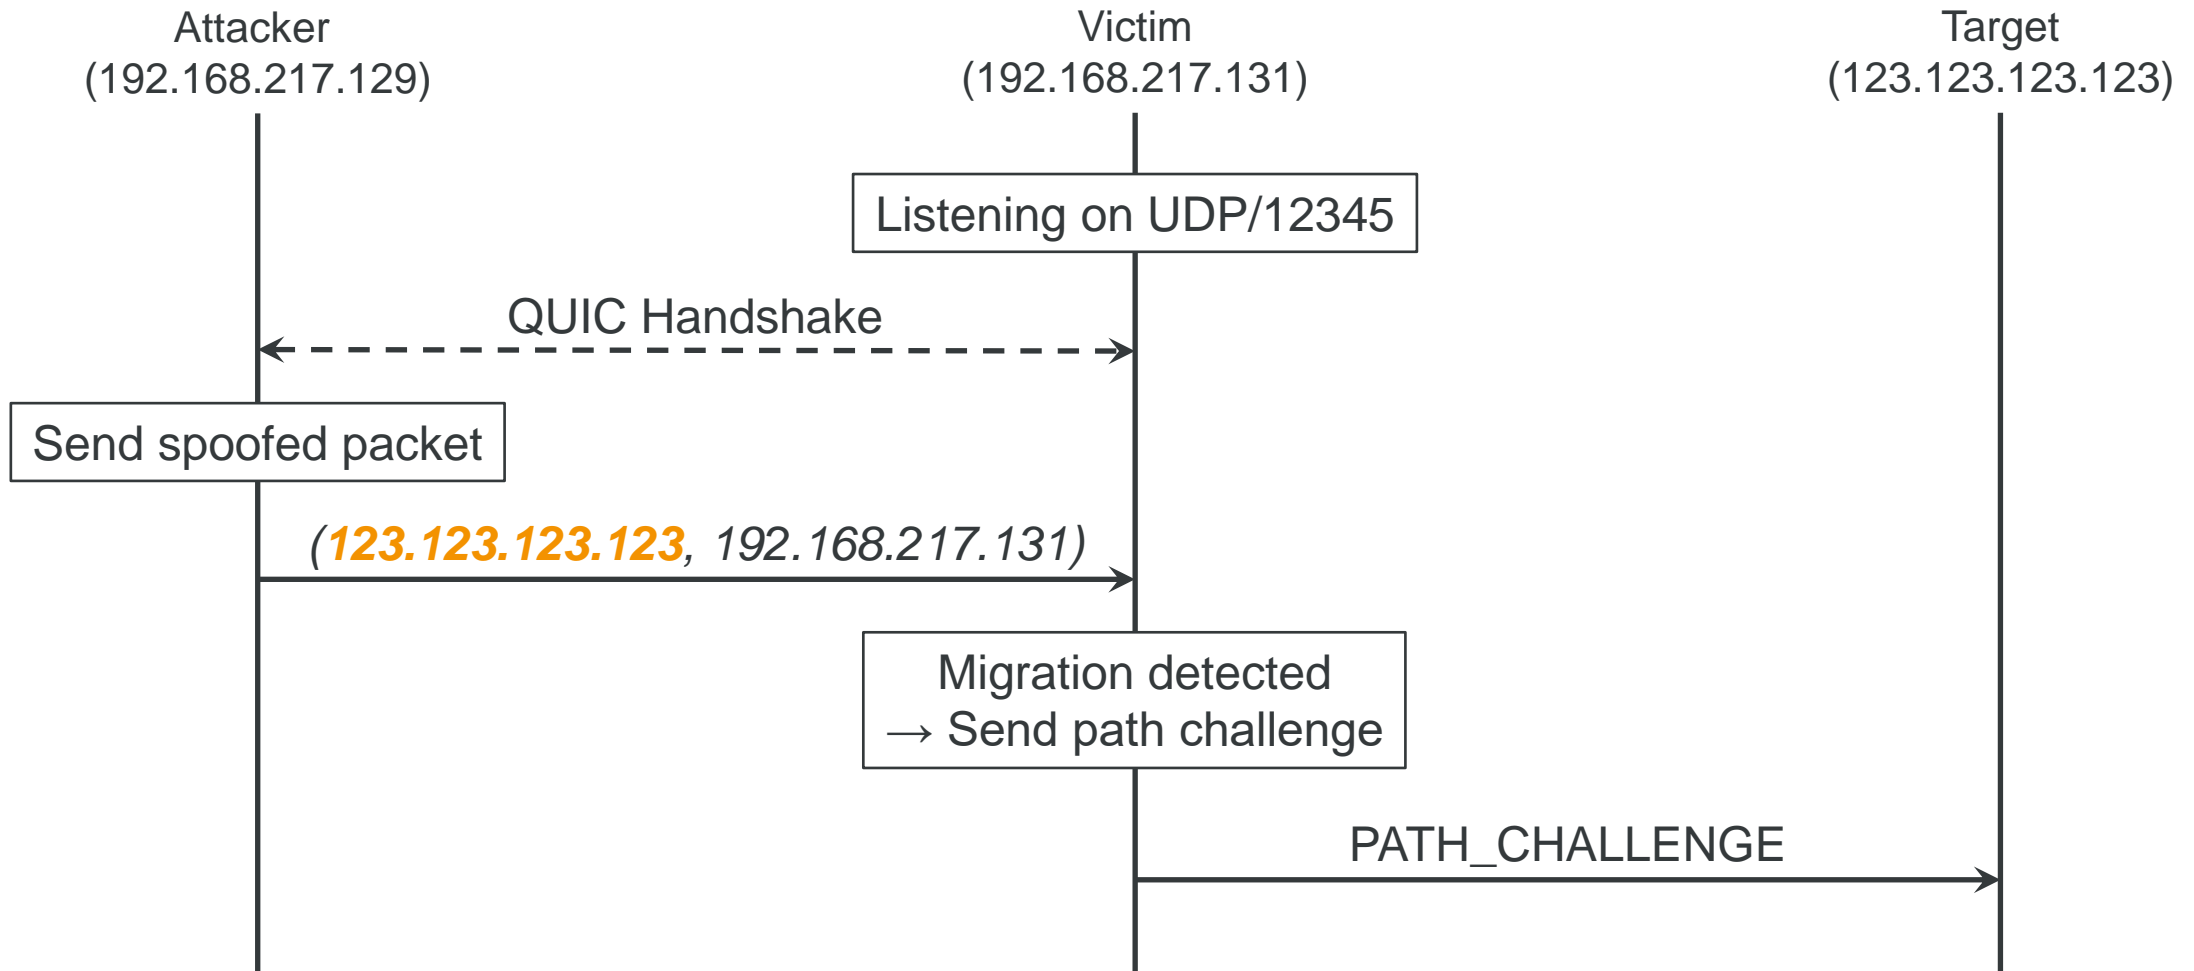 Attacker
(192.168.217.129)
Victim
(192.168.217.131)
Target
(123.123.123.123)
Listening on UDP/12345
QUIC Handshake
Send spoofed packet
(123.123.123.123, 192.168.217.131)
Migration detected
→ Send path challenge
PATH_CHALLENGE